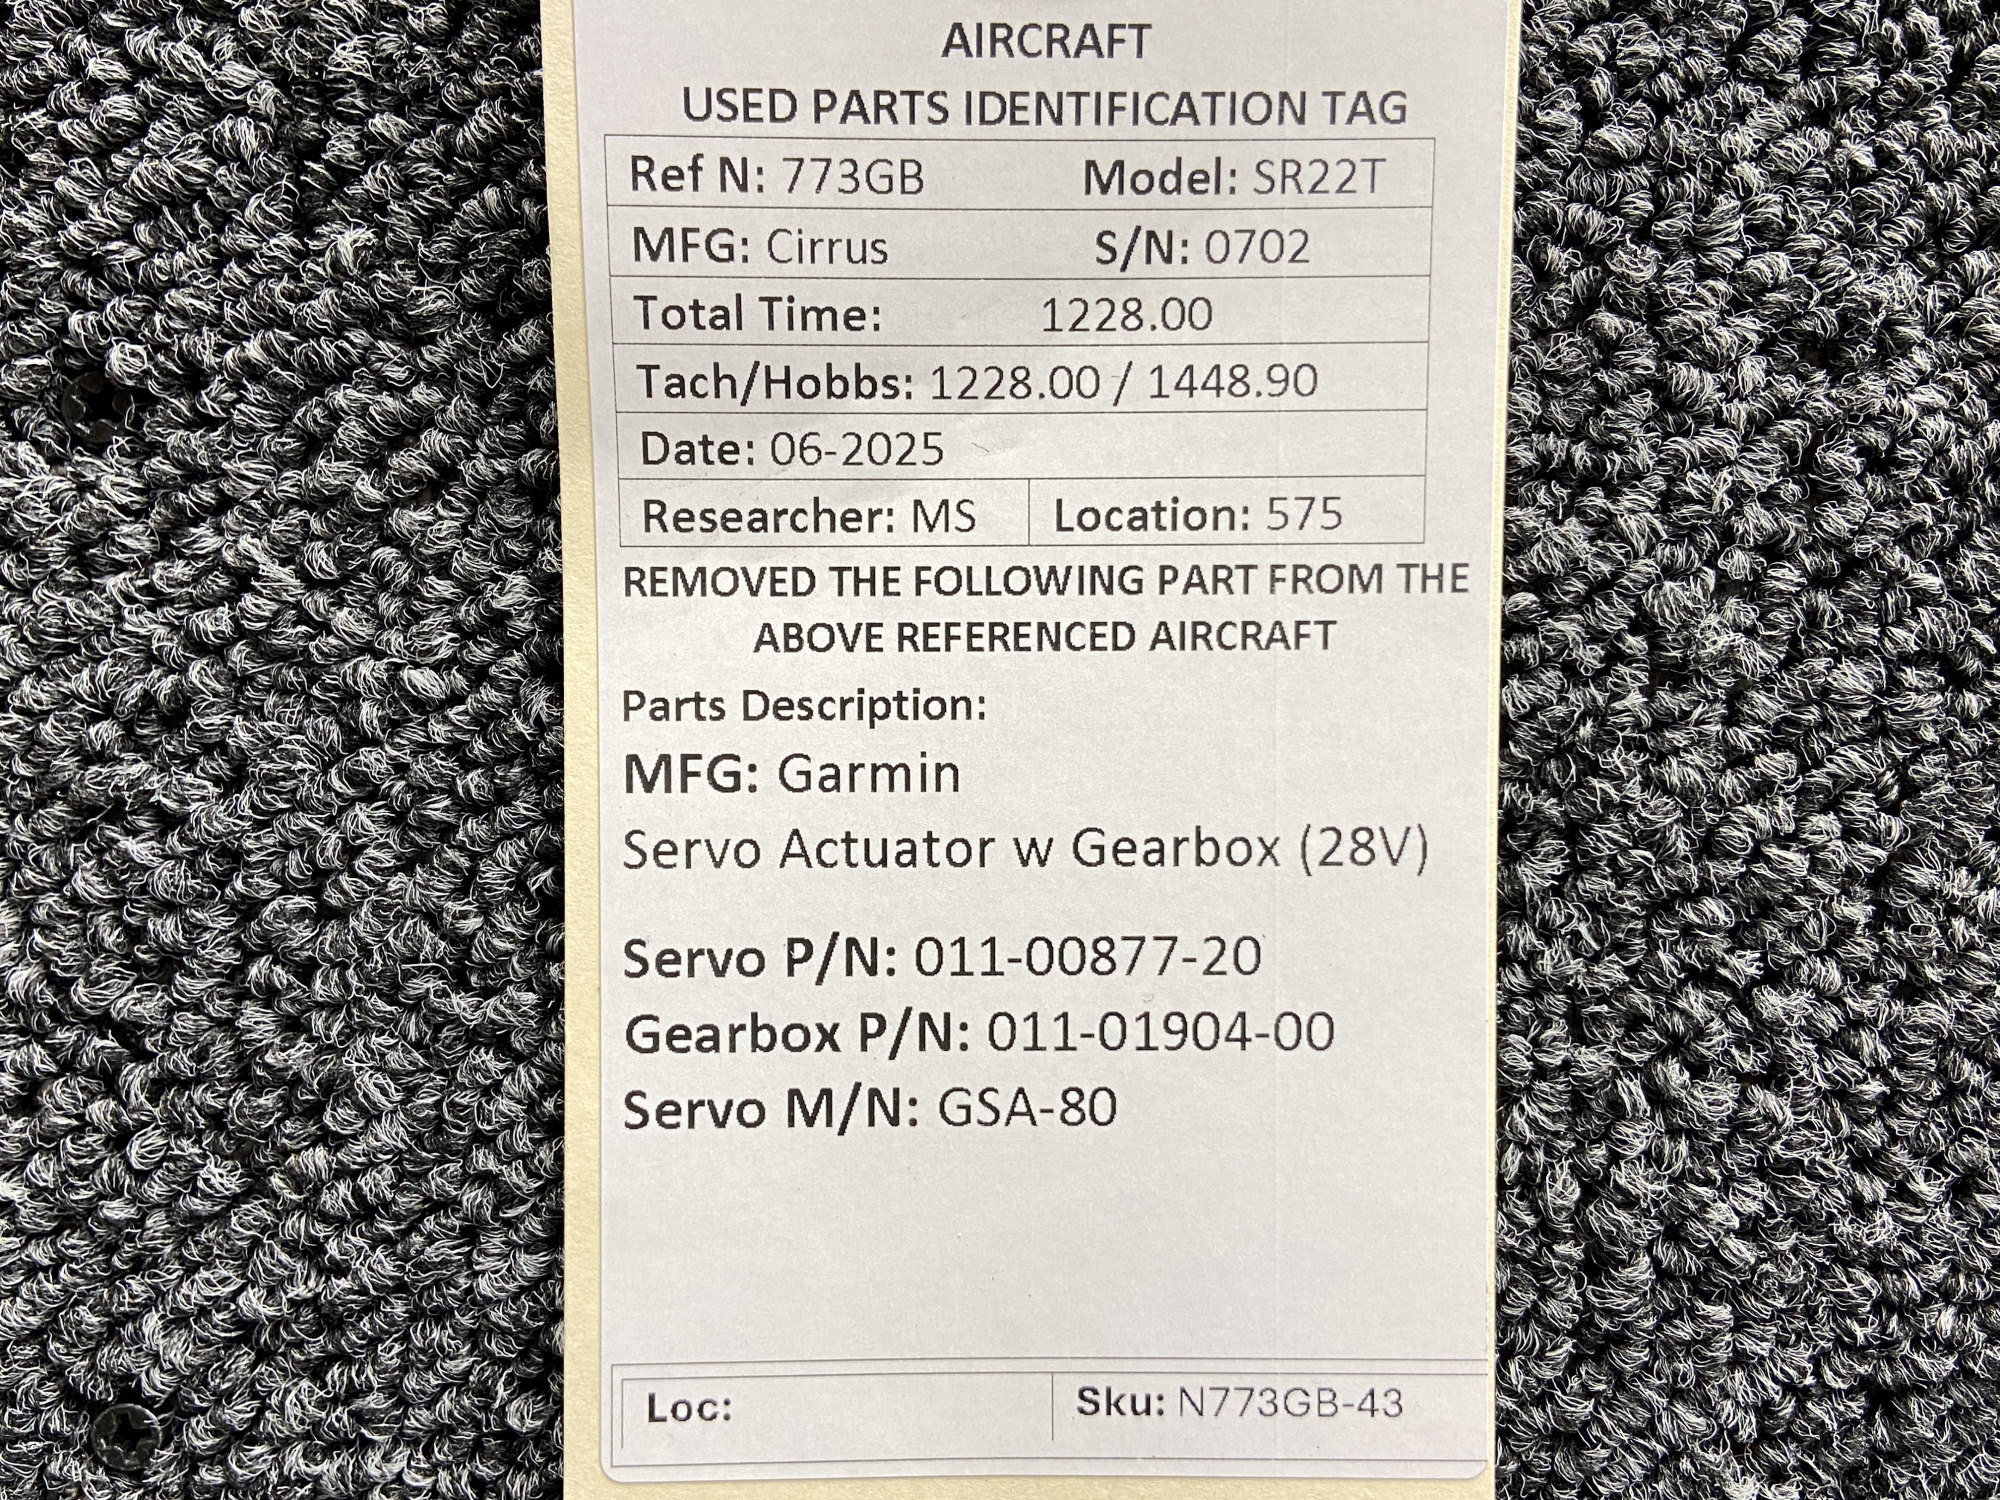 AIRCRAFT
USED PARTS IDENTIFICATION TAG
Ref N: 773GB Model: SR22T
MFG: Cirrus S/N: 0702
Total Time: 1228.00
Tach/Hobbs: 1228.00 / 1448.90
Date: 06-2025
Researcher: MS Location: 575
REMOVED THE FOLLOWING PART FROM THE
ABOVE REFERENCED AIRCRAFT
Parts Description:
MFG: Garmin
Servo Actuator w Gearbox (28V)
Servo P/N: 011-00877-20
Gearbox P/N: 011-01904-00
Servo M/N: GSA-80
Loc: Sku: N773GB-43